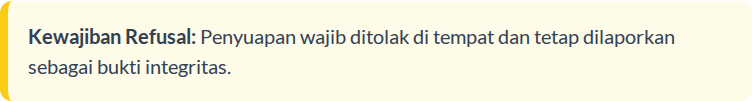 Kewajiban Refusal: Penyuapan wajib ditolak di tempat dan tetap dilaporkan
sebagai bukti integritas.